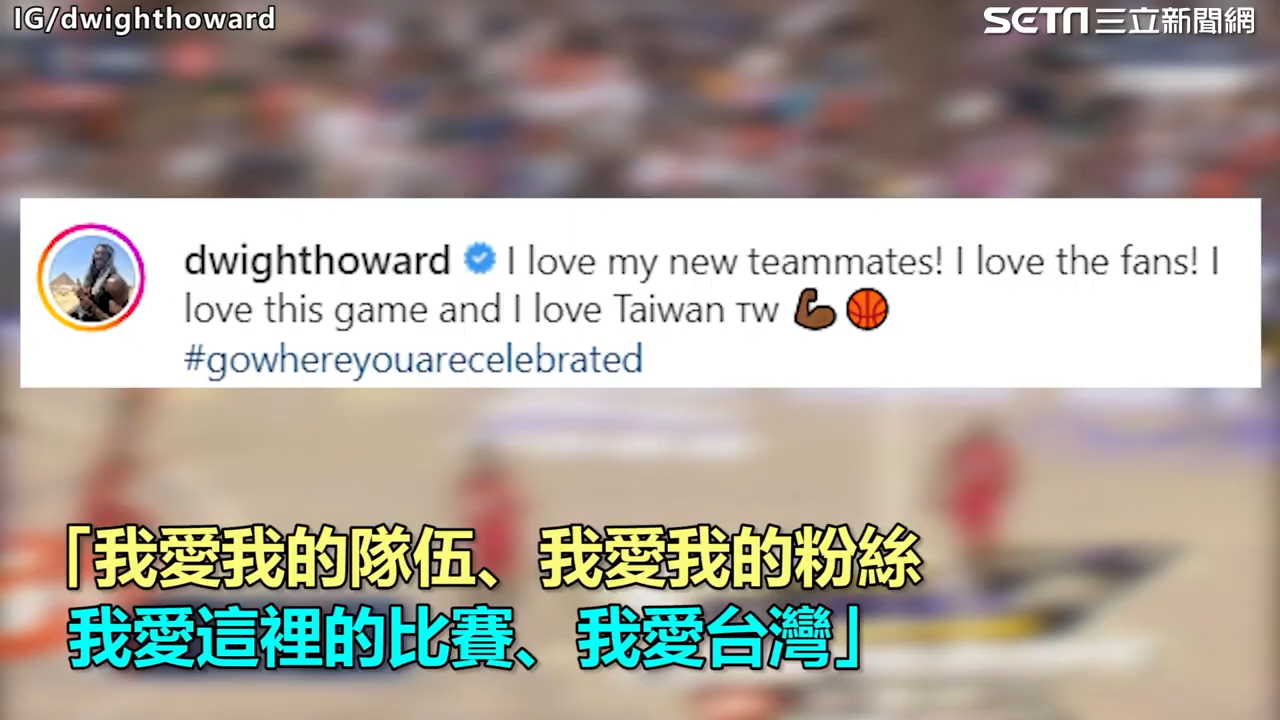 IG/dwighthoward
SETN三立新聞網
dwighthoward I love my new teammates! I love the fans! I
love this game and I love Taiwan TW 💪🏾🏀
#gowhereyouarecelebrated
「我愛我的隊伍、我愛我的粉絲
我愛這裡的比賽、我愛台灣」